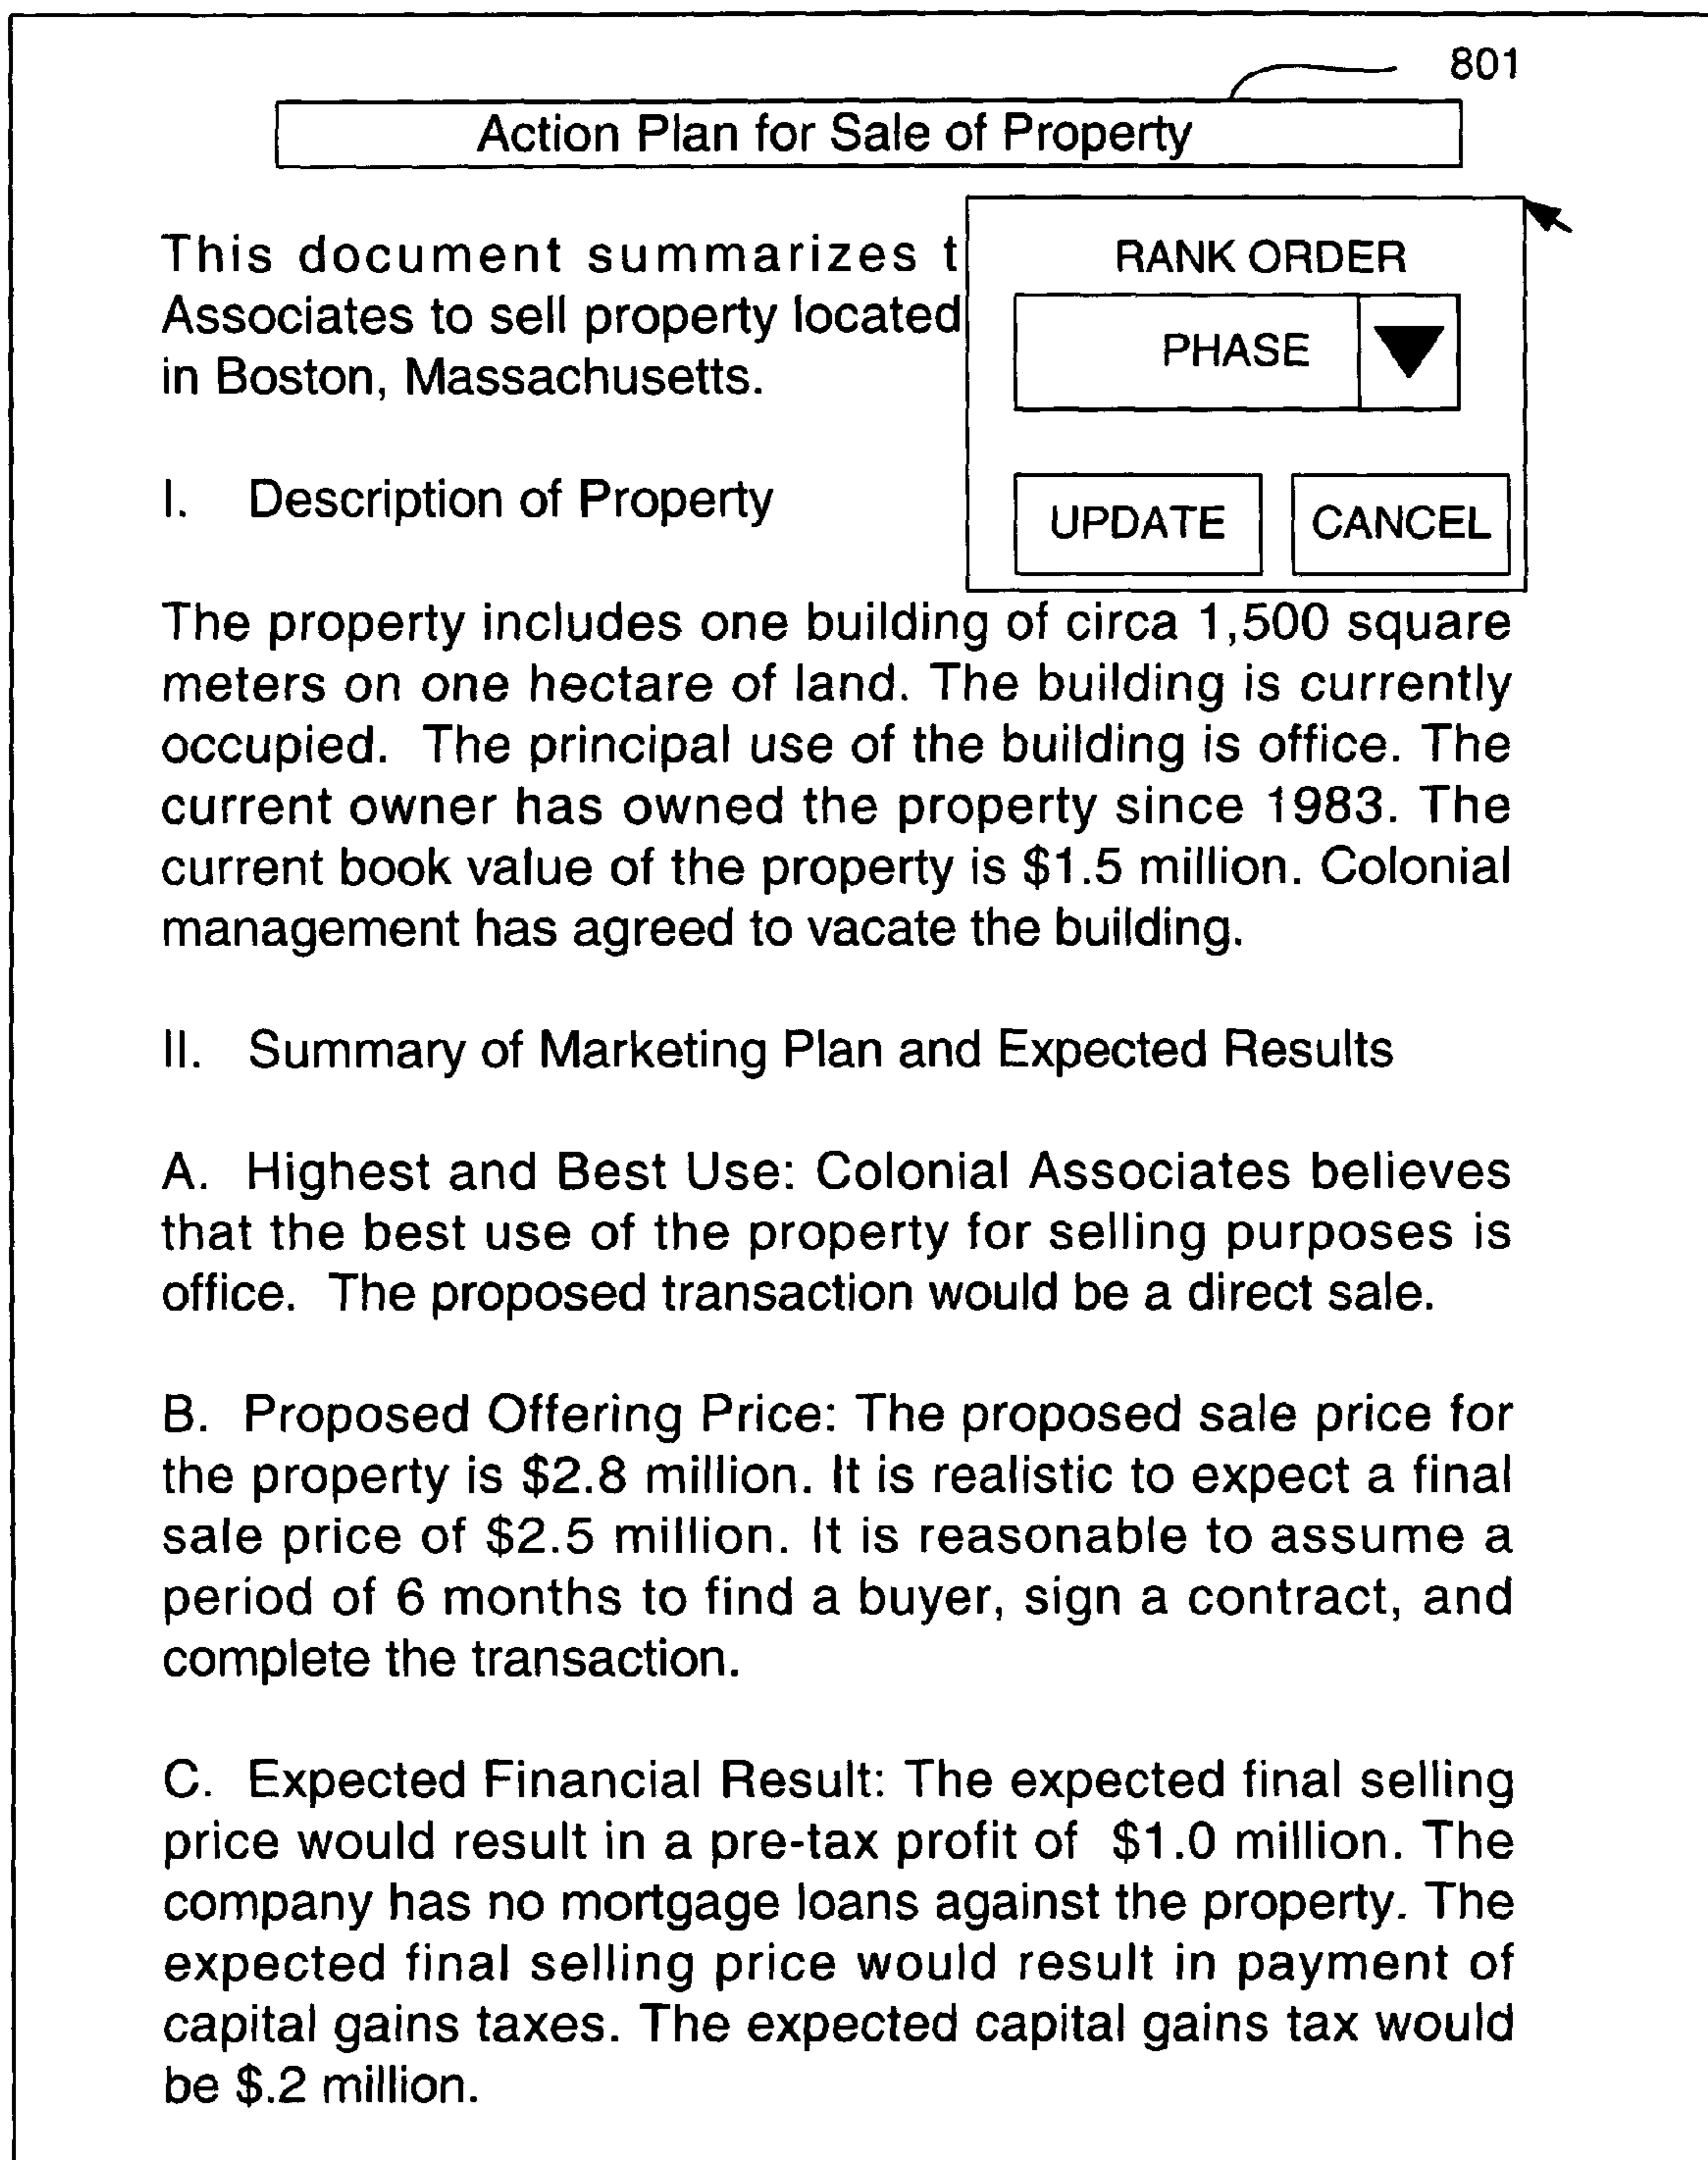 801
Action Plan for Sale of Property
This document summarizes t
Associates to sell property located
in Boston, Massachusetts.
RANK ORDER
PHASE
UPDATE CANCEL
I. Description of Property
The property includes one building of circa 1,500 square
meters on one hectare of land. The building is currently
occupied. The principal use of the building is office. The
current owner has owned the property since 1983. The
current book value of the property is $1.5 million. Colonial
management has agreed to vacate the building.
II. Summary of Marketing Plan and Expected Results
A. Highest and Best Use: Colonial Associates believes
that the best use of the property for selling purposes is
office. The proposed transaction would be a direct sale.
B. Proposed Offering Price: The proposed sale price for
the property is $2.8 million. It is realistic to expect a final
sale price of $2.5 million. It is reasonable to assume a
period of 6 months to find a buyer, sign a contract, and
complete the transaction.
C. Expected Financial Result: The expected final selling
price would result in a pre-tax profit of $1.0 million. The
company has no mortgage loans against the property. The
expected final selling price would result in payment of
capital gains taxes. The expected capital gains tax would
be $.2 million.